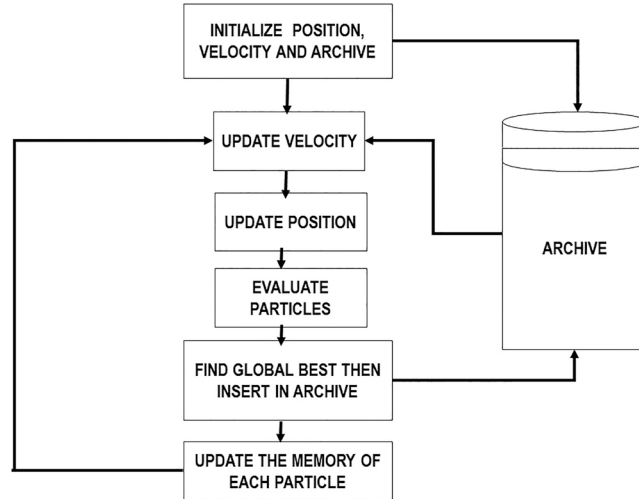 INITIALIZE POSITION,
VELOCITY AND ARCHIVE
UPDATE VELOCITY
UPDATE POSITION
ARCHIVE
EVALUATE
PARTICLES
FIND GLOBAL BEST THEN
INSERT IN ARCHIVE
UPDATE THE MEMORY OF
EACH PARTICLE